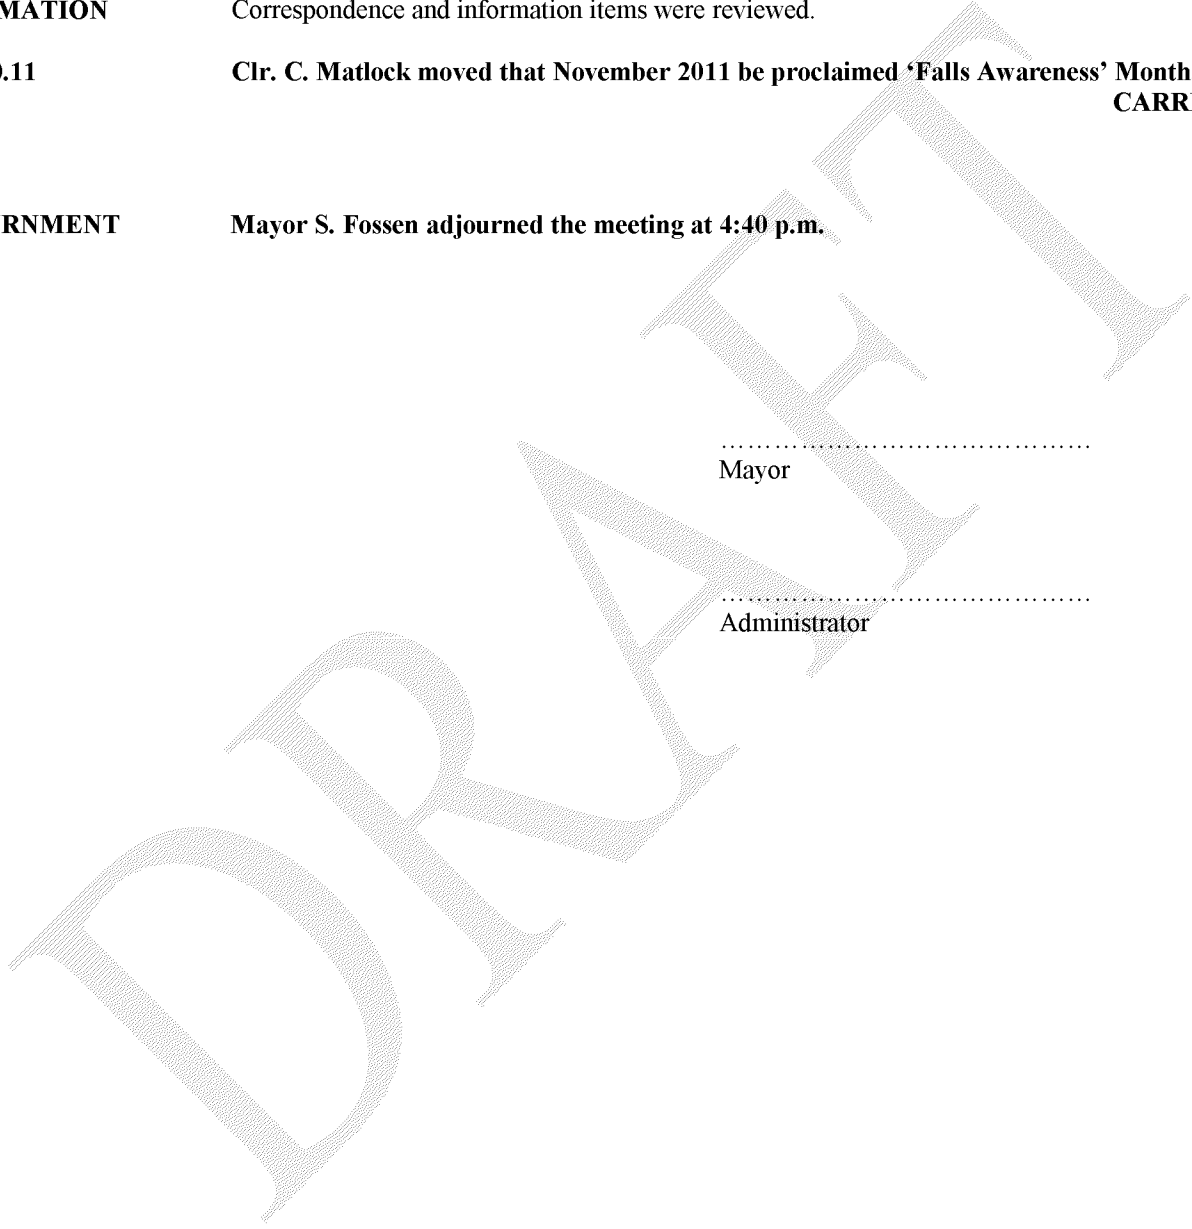 MATION Correspondence and information items were reviewed.
.11 Clr. C. Matlock moved that November 2011 be proclaimed ‘Falls Awareness’ Month
CARR
RNMENT Mayor S. Fossen adjourned the meeting at 4:40 p.m.
……………………………………
Mayor
……………………………………
Administrator
DRAFT